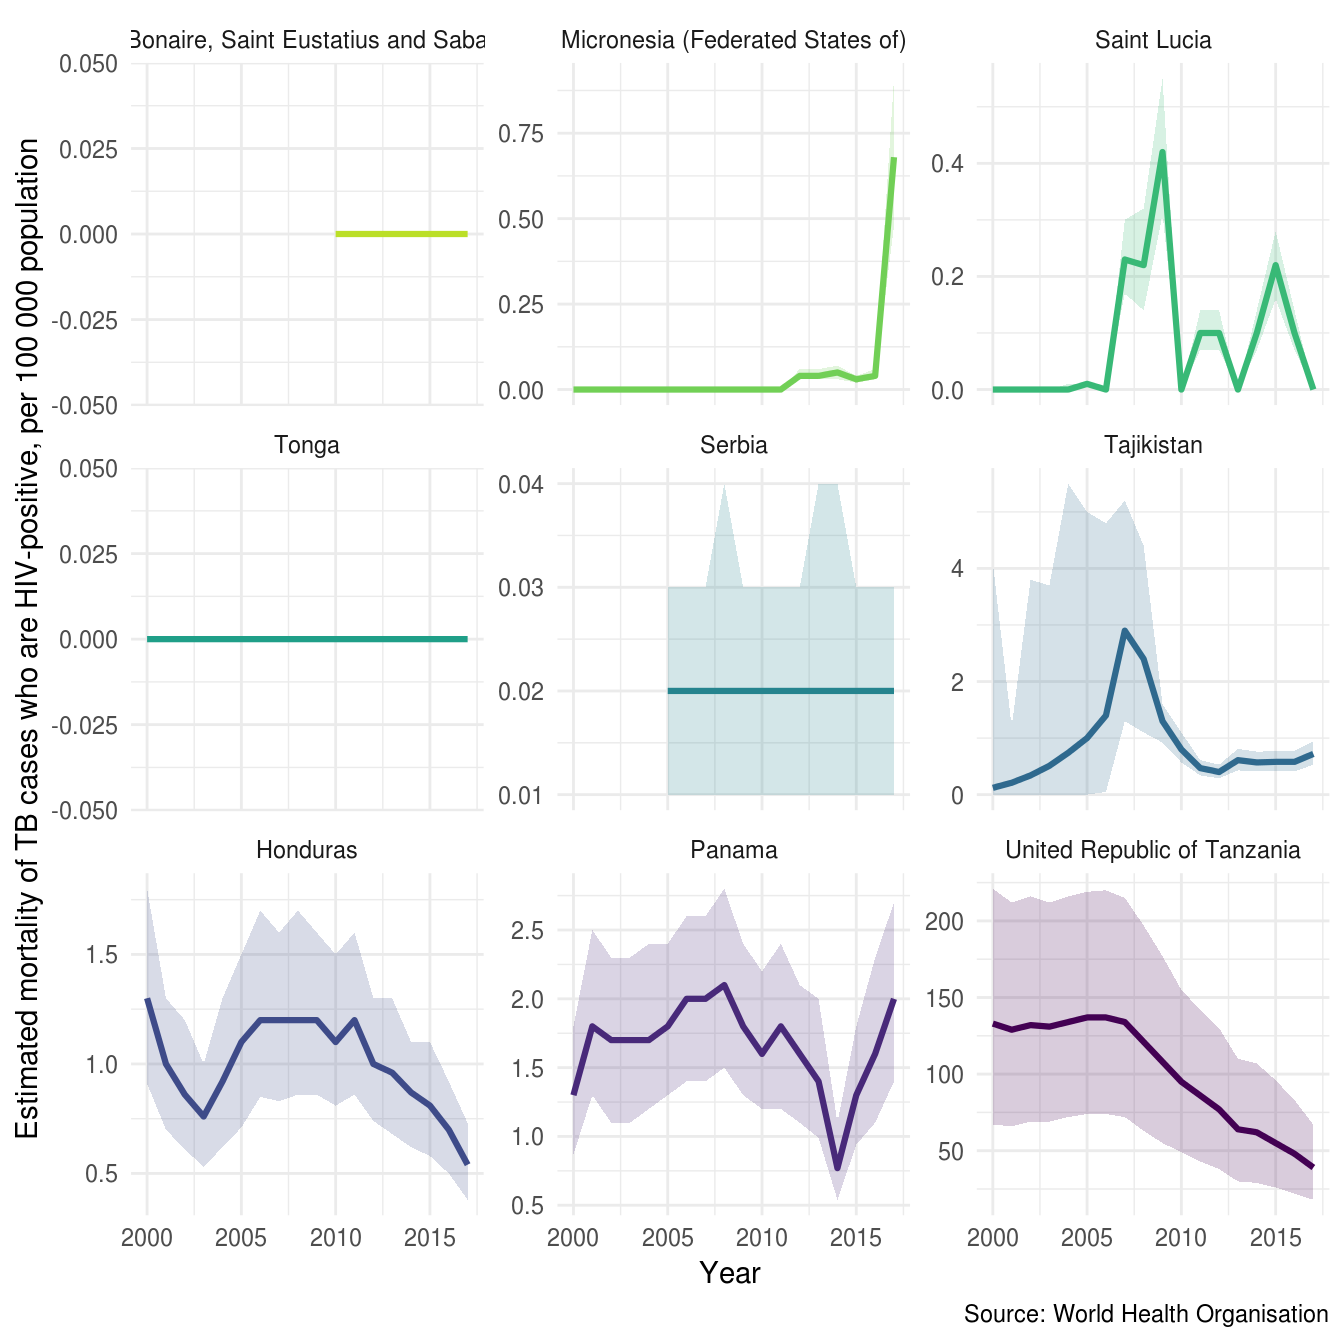 Bonaire, Saint Eustatius and Saba
Micronesia (Federated States of)
Saint Lucia
0.050
0.025
0.000
-0.025
-0.050
0.75
0.50
0.25
0.00
0.4
0.2
0.0
Tonga
Serbia
Tajikistan
0.050
0.025
0.000
-0.025
-0.050
0.04
0.03
0.02
0.01
4
2
0
Honduras
Panama
United Republic of Tanzania
1.5
1.0
0.5
2.5
2.0
1.5
1.0
0.5
200
150
100
50
2000 2005 2010 2015
2000 2005 2010 2015
2000 2005 2010 2015
Estimated mortality of TB cases who are HIV-positive, per 100 000 population
Year
Source: World Health Organisation